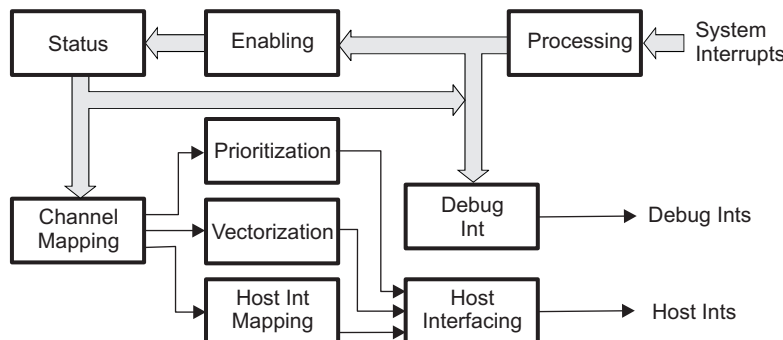 Status
Enabling
Processing
System
Interrupts
Prioritization
Channel
Mapping
Vectorization
Debug
Int
Debug Ints
Host Int
Mapping
Host
Interfacing
Host Ints